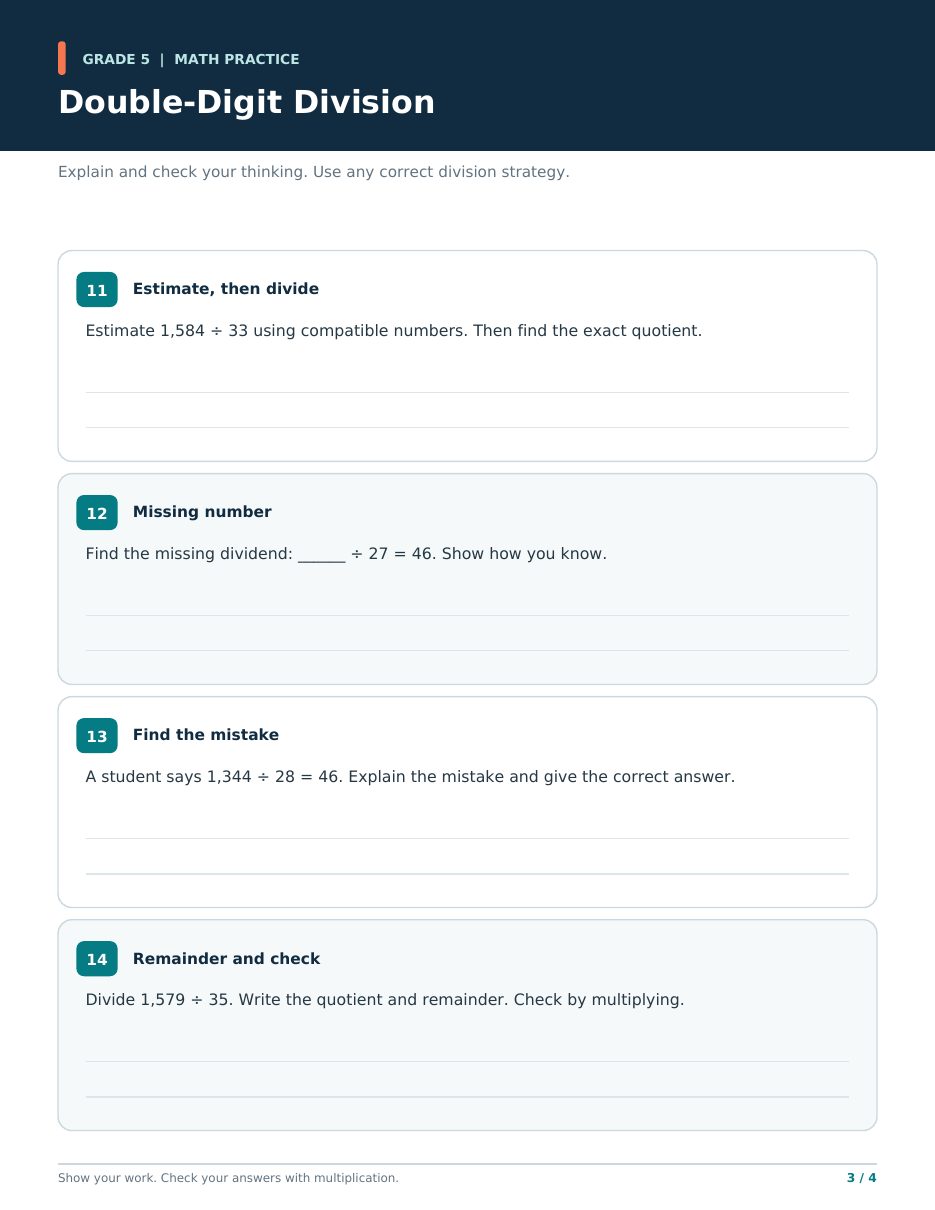 GRADE 5 | MATH PRACTICE
Double-Digit Division
Explain and check your thinking. Use any correct division strategy.
11 Estimate, then divide
Estimate 1,584 ÷ 33 using compatible numbers. Then find the exact quotient.
12 Missing number
Find the missing dividend: ______ ÷ 27 = 46. Show how you know.
13 Find the mistake
A student says 1,344 ÷ 28 = 46. Explain the mistake and give the correct answer.
14 Remainder and check
Divide 1,579 ÷ 35. Write the quotient and remainder. Check by multiplying.
Show your work. Check your answers with multiplication.
3 / 4